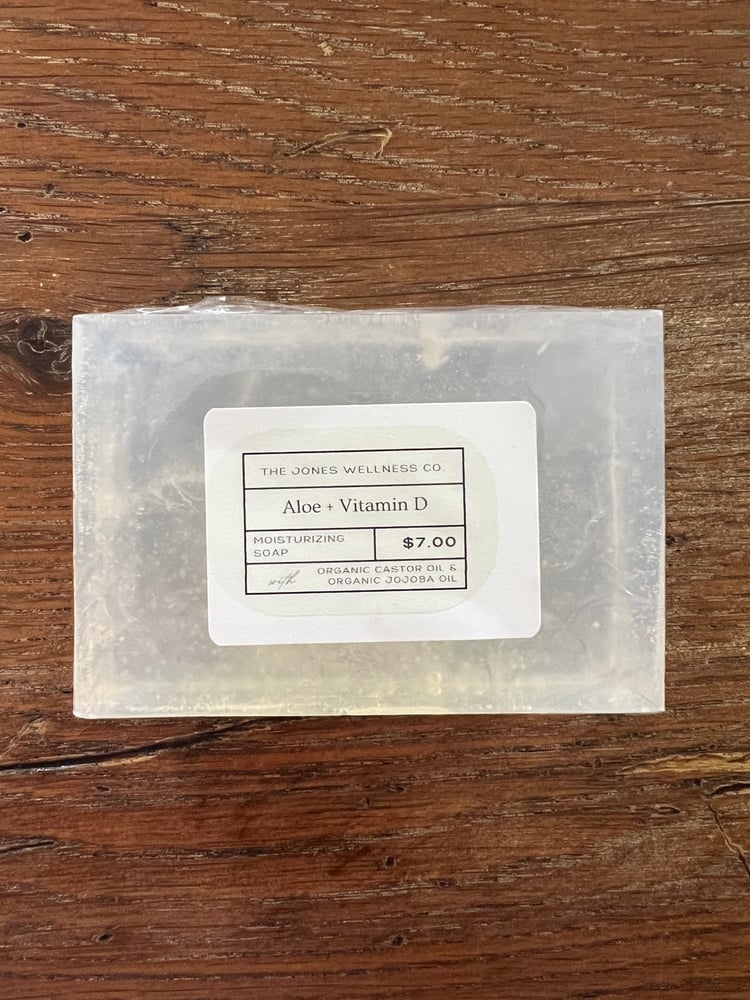 THE JONES WELLNESS CO.
Aloe + Vitamin D
MOISTURIZING
SOAP
$7.00
with
ORGANIC CASTOR OIL &
ORGANIC JOJOBA OIL